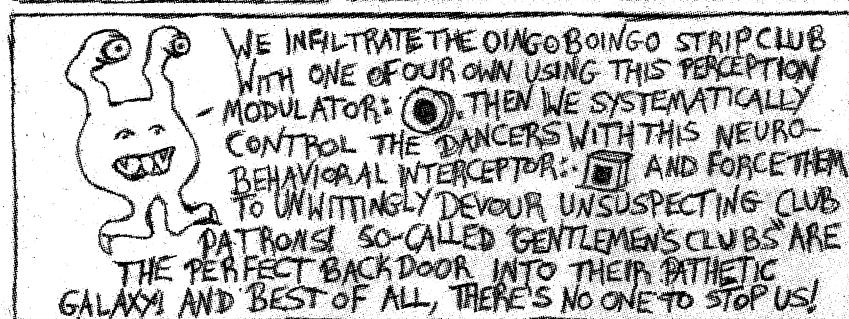 WE INFILTRATE THE OINGO BOINGO STRIP CLUB
WITH ONE OF OUR OWN USING THIS PERCEPTION
MODULATOR: . THEN WE SYSTEMATICALLY
CONTROL THE DANCERS WITH THIS NEURO-
BEHAVIORAL INTERCEPTOR: AND FORCE THEM
TO UNWITTINGLY DEVOUR UNSUSPECTING CLUB
PATRONS! SO-CALLED "GENTLEMEN'S CLUBS" ARE
THE PERFECT BACK DOOR INTO THEIR PATHETIC
GALAXY! AND BEST OF ALL, THERE'S NO ONE TO STOP US!